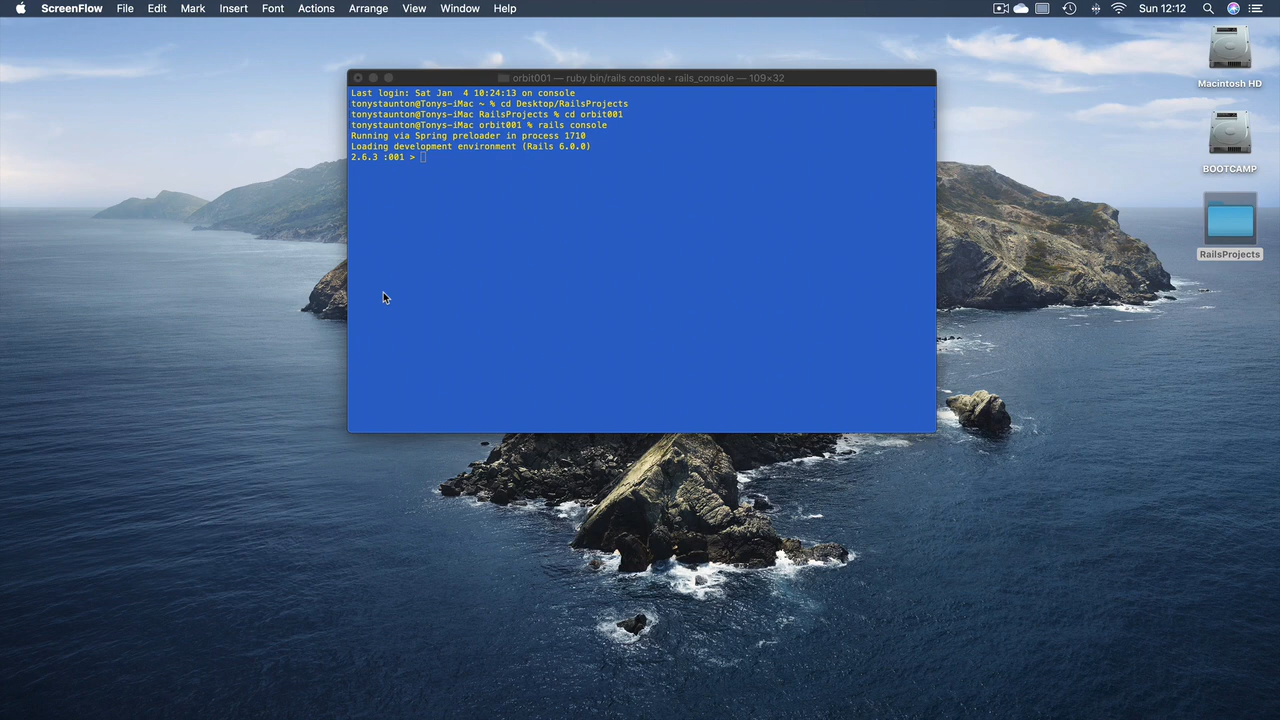 ScreenFlow File Edit Mark Insert Font Actions Arrange View Window Help Sun 12:12
orbit001 — ruby bin/rails console • rails_console — 109×32
Last login: Sat Jan  4 10:24:13 on console
tonystaunton@Tonys-iMac ~ % cd Desktop/RailsProjects
tonystaunton@Tonys-iMac RailsProjects % cd orbit001
tonystaunton@Tonys-iMac orbit001 % rails console
Running via Spring preloader in process 1710
Loading development environment (Rails 6.0.0)
2.6.3 :001 >
Macintosh HD
BOOTCAMP
RailsProjects